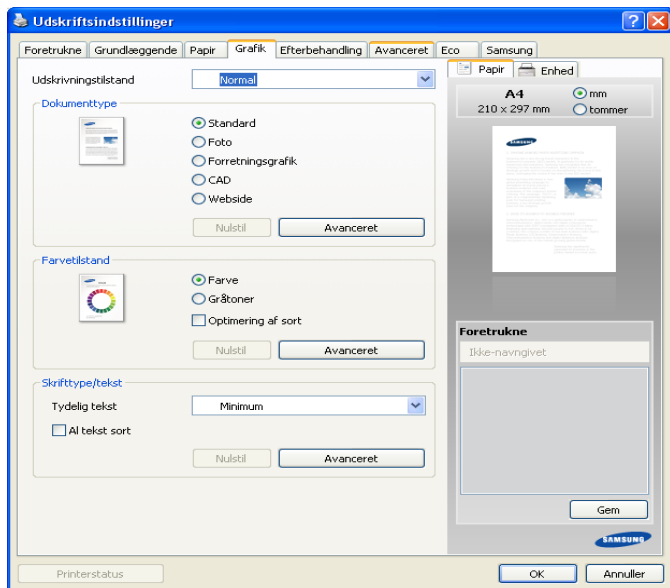 Udskriftsindstillinger
Foretrukne Grundlæggende Papir Grafik Efterbehandling Avanceret Eco Samsung
Udskrivningstilstand Normal
Dokumenttype
Standard
Foto
Forretningsgrafik
CAD
Webside
Nulstil Avanceret
Farvetilstand
Farve
Gråtoner
Optimering af sort
Nulstil Avanceret
Skrifttype/tekst
Tydelig tekst Minimum
Al tekst sort
Nulstil Avanceret
Papir Enhed
A4 mm
210 x 297 mm tommer
Foretrukne
Ikke-navngivet
Gem
SAMSUNG
Printerstatus OK Annuller